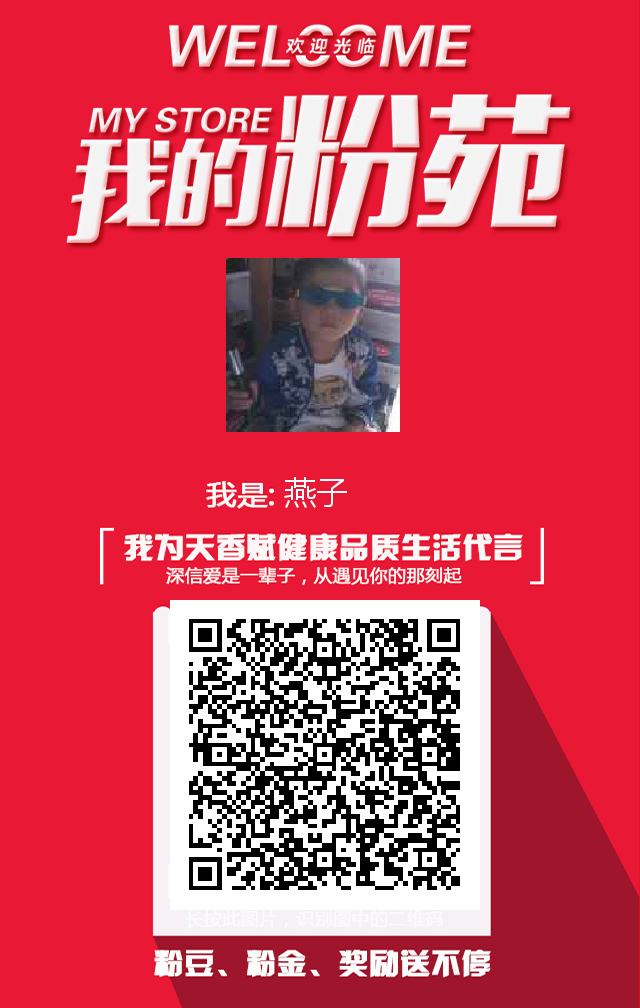 WELCOME
欢迎光临
MY STORE
我的粉苑
我是: 燕子
我为天香赋健康品质生活代言
深信爱是一辈子，从遇见你的那刻起
长按此图片，识别图中的二维码
粉豆、粉金、奖励送不停